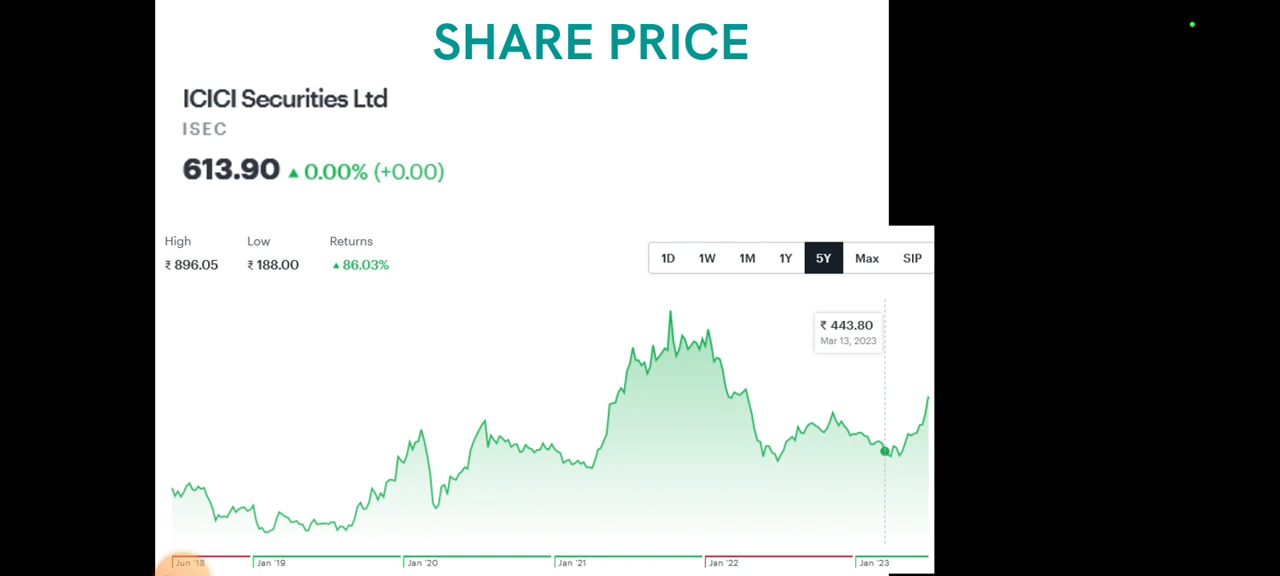 SHARE PRICE
ICICI Securities Ltd
ISEC
613.90 ▲ 0.00% (+0.00)
High Low Returns
₹ 896.05 ₹ 188.00 ▲ 86.03%
1D 1W 1M 1Y 5Y Max SIP
₹ 443.80
Mar 13, 2023
Jun '18 Jan '19 Jan '20 Jan '21 Jan '22 Jan '23